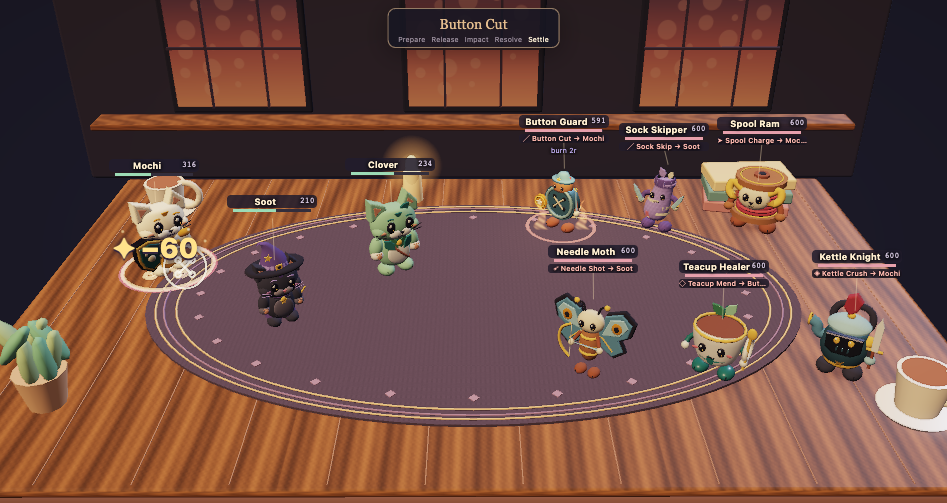 Button Cut
Prepare Release Impact Resolve Settle
Mochi 316
Soot 210
Clover 234
Button Guard 591
Button Cut → Mochi
burn 2r
Sock Skipper 600
Sock Skip → Soot
Spool Ram 600
Spool Charge → Moc...
Needle Moth 600
Needle Shot → Soot
Teacup Healer 600
Teacup Mend → But...
Kettle Knight 600
Kettle Crush → Mochi
-60